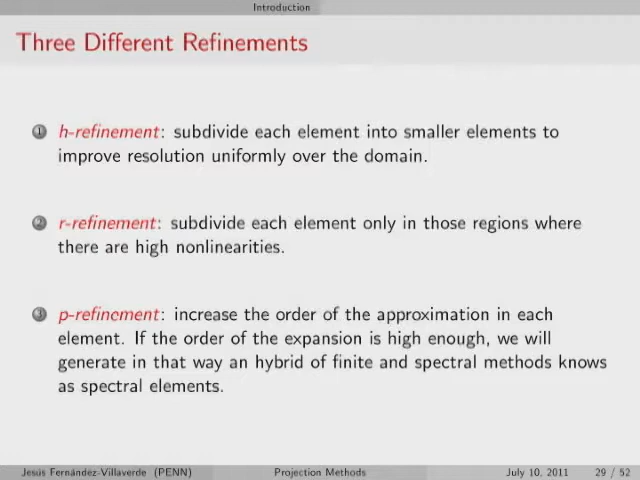 Introduction
Three Different Refinements
1 h-refinement: subdivide each element into smaller elements to
improve resolution uniformly over the domain.
2 r-refinement: subdivide each element only in those regions where
there are high nonlinearities.
3 p-refinement: increase the order of the approximation in each
element. If the order of the expansion is high enough, we will
generate in that way an hybrid of finite and spectral methods knows
as spectral elements.
Jesús Fernández-Villaverde (PENN) Projection Methods July 10, 2011 29 / 52